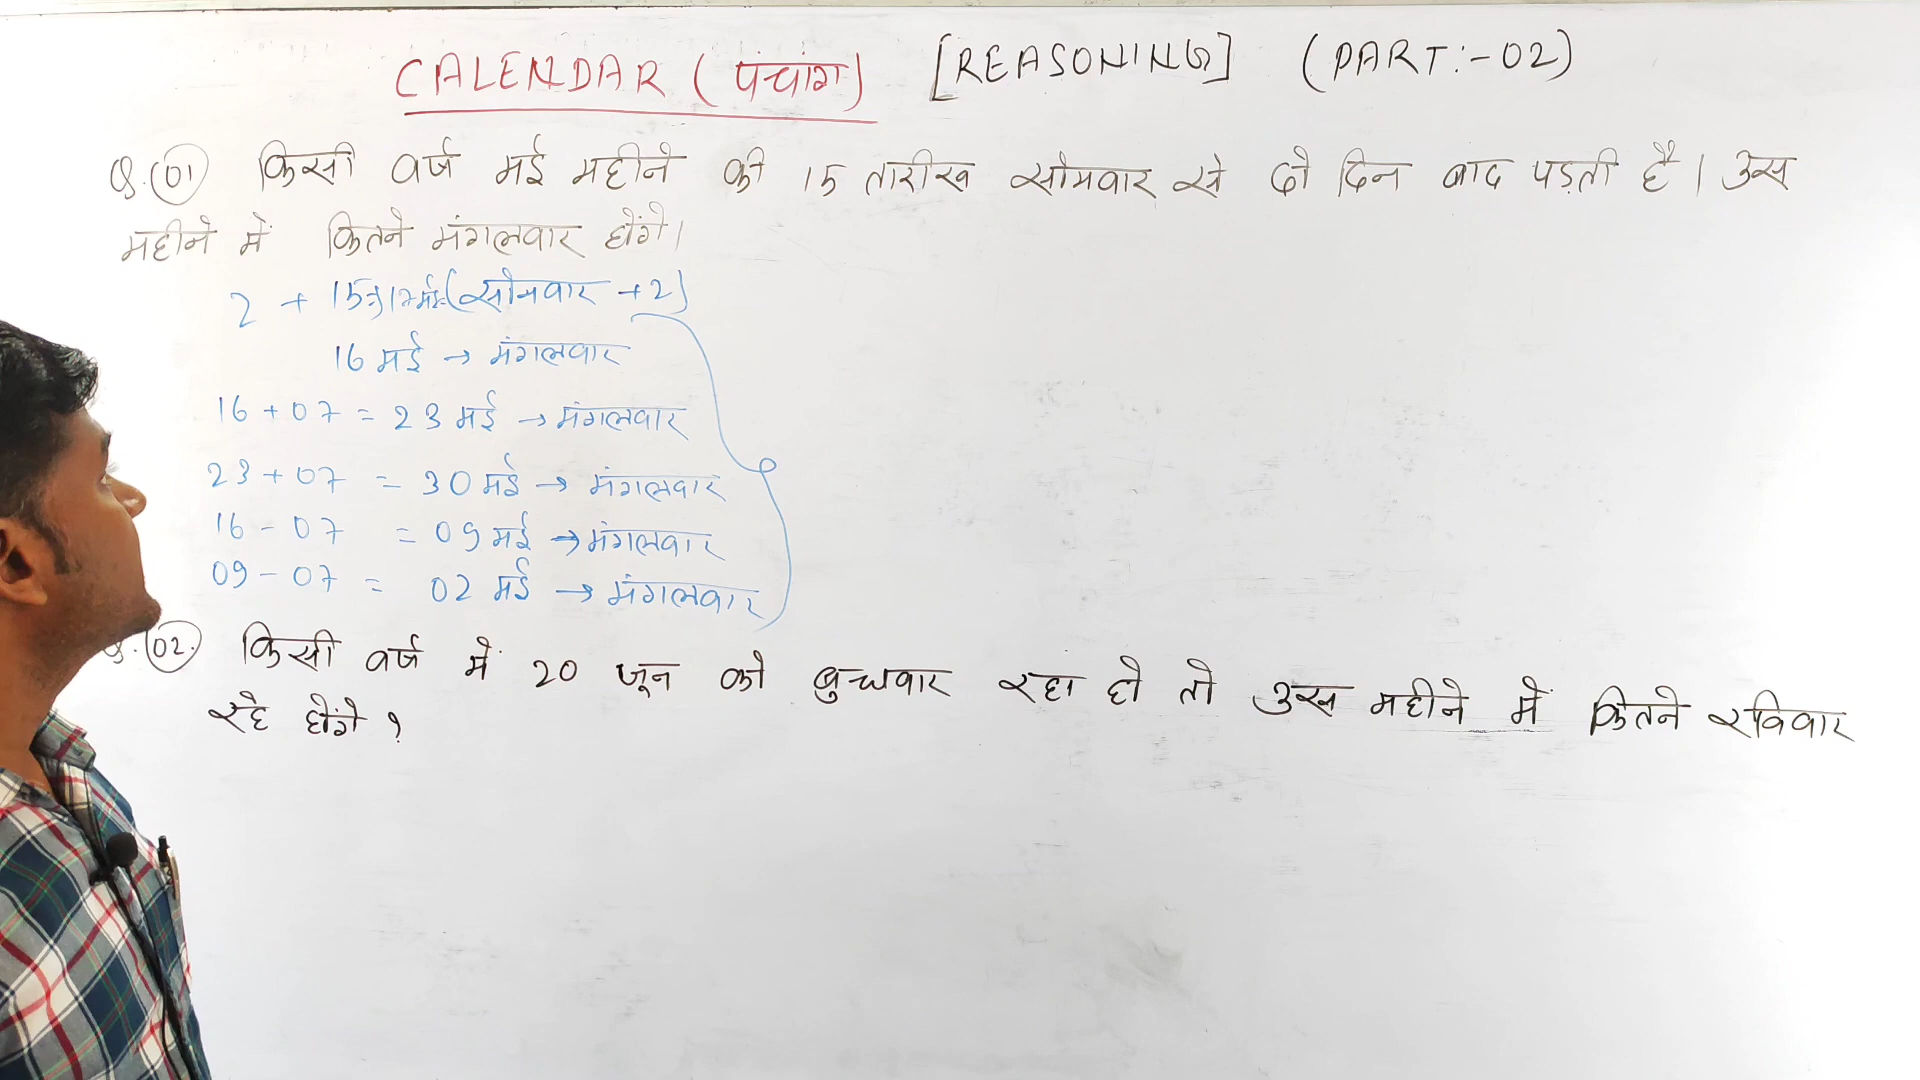 CALENDAR (पंचांग) [REASONING] (PART:-02)
Q. 01 किसी वर्ष मई महीने की 15 तारीख सोमवार से दो दिन बाद पड़ती है। उस
महीने में कितने मंगलवार होंगे।
2 + 15 17 मई (सोमवार +2)
16 मई → मंगलवार
16 + 07 = 23 मई → मंगलवार
23 + 07 = 30 मई → मंगलवार
16 - 07 = 09 मई → मंगलवार
09 - 07 = 02 मई → मंगलवार
Q. 02. किसी वर्ष में 20 जून को बुधवार रहा हो तो उस महीने में कितने रविवार
रहे होंगे ?